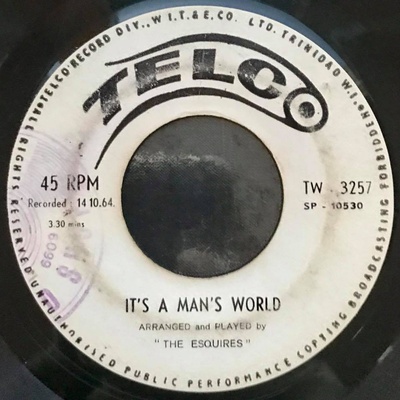 TELCO RECORD DIV., W.I.T. & E. CO. LTD. TRINIDAD W.I.
ALL RIGHTS RESERVED UNAUTHORISED PUBLIC PERFORMANCE COPYING BROADCASTING FORBIDDEN
TELCO
45 RPM
TW - 3257
Recorded: 14 10.64.
SP - 10530
3.30 mins
6099
IT'S A MAN'S WORLD
ARRANGED and PLAYED by
" THE ESQUIRES "